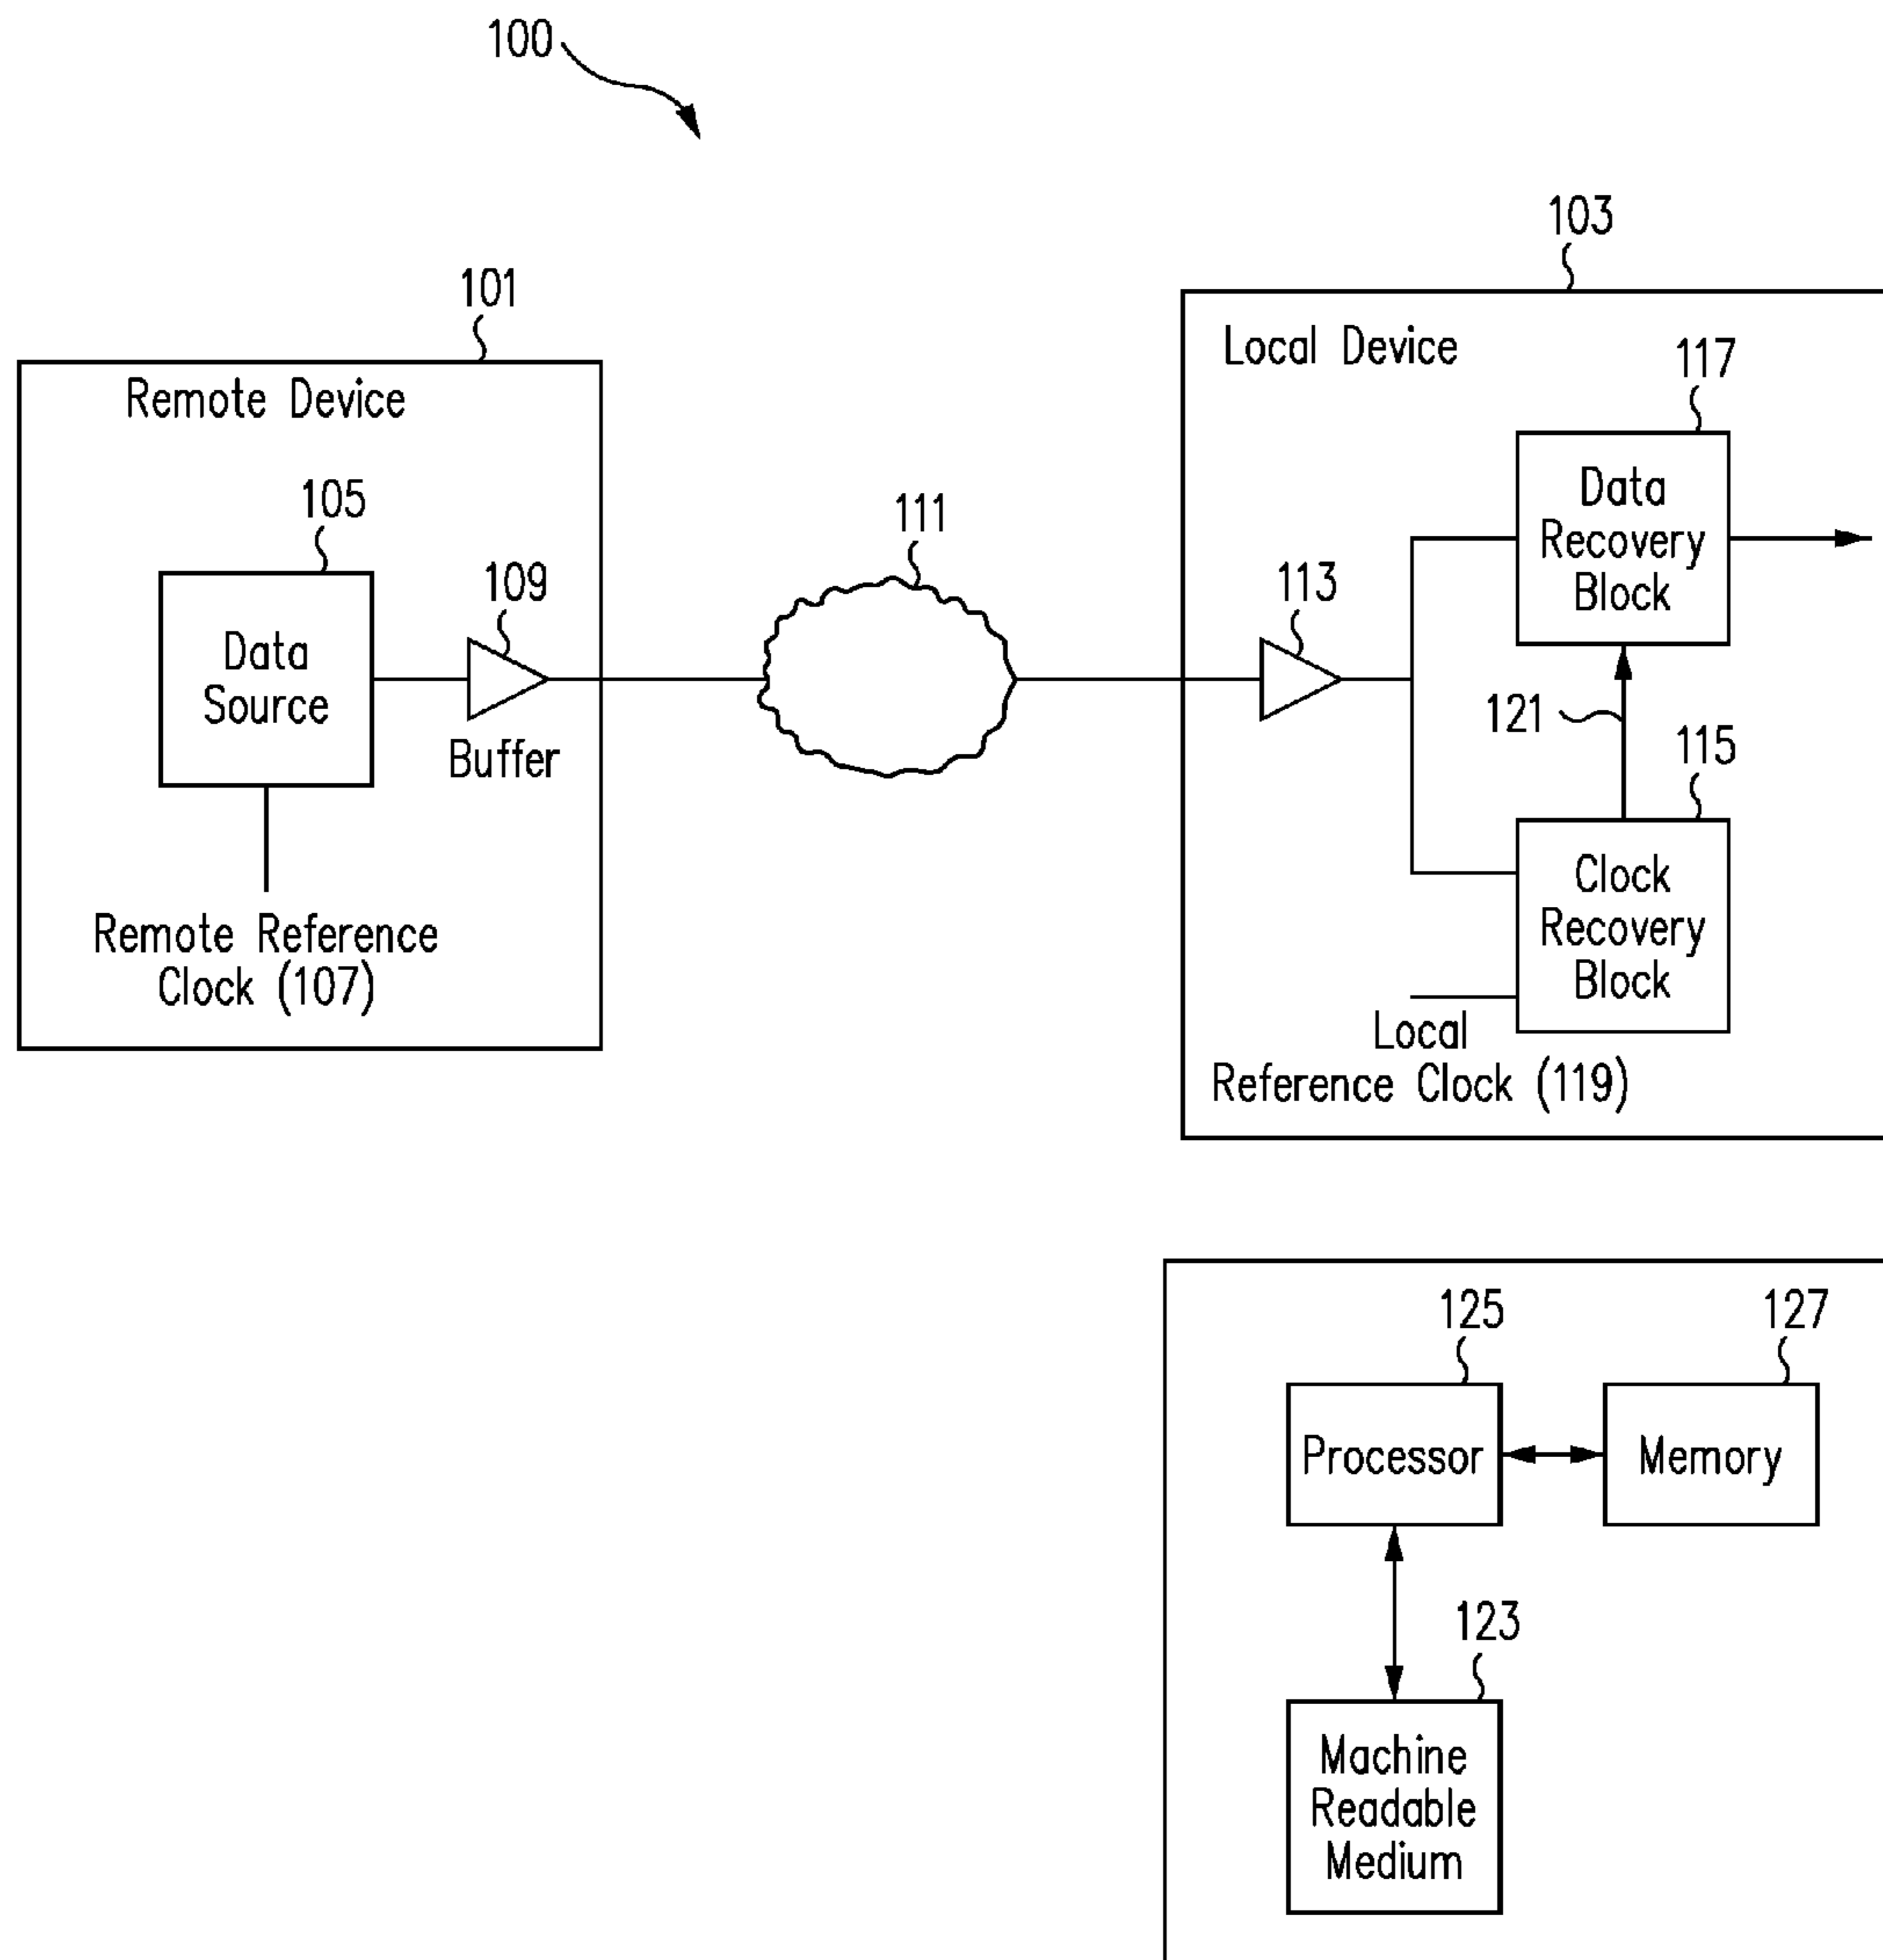 100
103
101
Local Device
117
Remote Device
Data
Recovery
Block
105
111
109
113
Data
Source
121
115
Buffer
Clock
Recovery
Block
Remote Reference
Clock (107)
Local
Reference Clock (119)
125
127
Processor
Memory
123
Machine
Readable
Medium